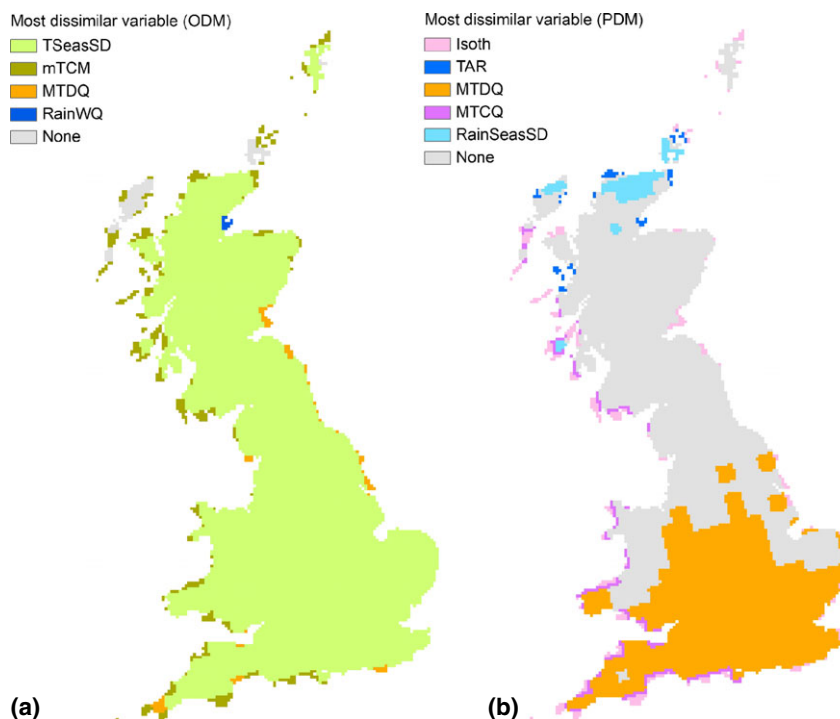 Most dissimilar variable (ODM)
TSeasSD
mTCM
MTDQ
RainWQ
None
(a)
Most dissimilar variable (PDM)
Isoth
TAR
MTDQ
MTCQ
RainSeasSD
None
(b)